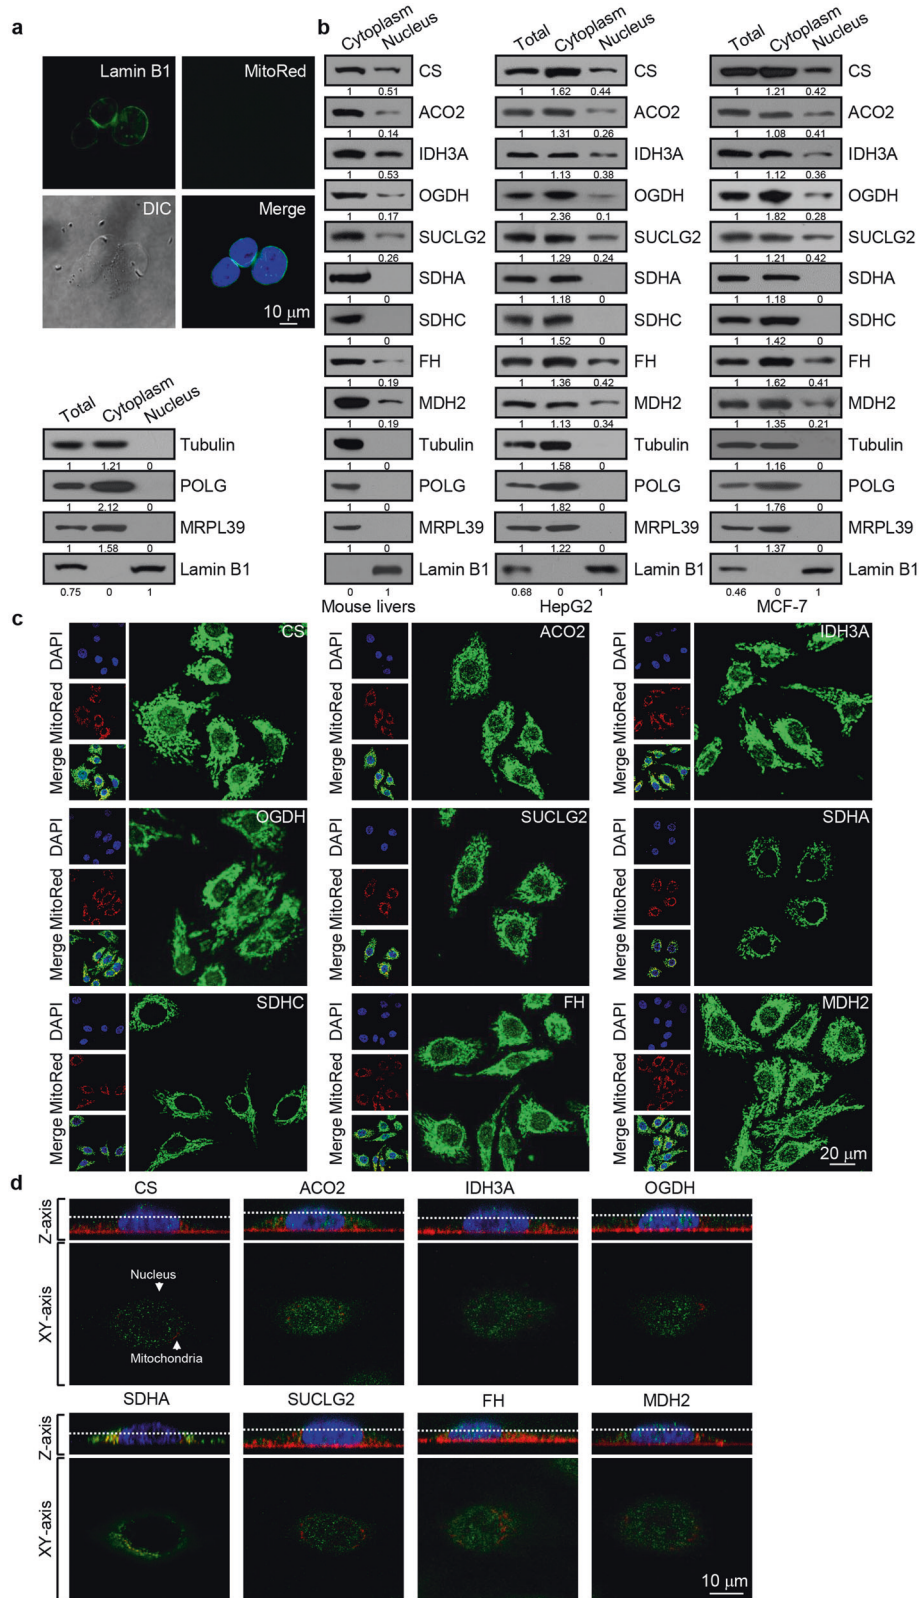 a
Lamin B1 MitoRed
DIC Merge
10 µm
Total Cytoplasm Nucleus
Tubulin
1 1.21 0
POLG
1 2.12 0
MRPL39
1 1.58 0
Lamin B1
0.75 0 1
b
Cytoplasm Nucleus Total Cytoplasm Nucleus Total Cytoplasm Nucleus
CS CS CS
1 0.51 1 1.62 0.44 1 1.21 0.42
ACO2 ACO2 ACO2
1 0.14 1 1.31 0.26 1 1.08 0.41
IDH3A IDH3A IDH3A
1 0.53 1 1.13 0.38 1 1.12 0.36
OGDH OGDH OGDH
1 0.17 1 2.36 0.1 1 1.82 0.28
SUCLG2 SUCLG2 SUCLG2
1 0.26 1 1.29 0.24 1 1.21 0.42
SDHA SDHA SDHA
1 0 1 1.18 0 1 1.18 0
SDHC SDHC SDHC
1 0 1 1.52 0 1 1.42 0
FH FH FH
1 0.19 1 1.36 0.42 1 1.62 0.41
MDH2 MDH2 MDH2
1 0.19 1 1.13 0.34 1 1.35 0.21
Tubulin Tubulin Tubulin
1 0 1 1.58 0 1 1.16 0
POLG POLG POLG
1 0 1 1.82 0 1 1.76 0
MRPL39 MRPL39 MRPL39
1 0 1 1.22 0 1 1.37 0
Lamin B1 Lamin B1 Lamin B1
0 1 0.68 0 1 0.46 0 1
Mouse livers HepG2 MCF-7
c
Merge MitoRed DAPI CS
Merge MitoRed DAPI ACO2
Merge MitoRed DAPI IDH3A
Merge MitoRed DAPI OGDH
Merge MitoRed DAPI SUCLG2
Merge MitoRed DAPI SDHA
Merge MitoRed DAPI SDHC
Merge MitoRed DAPI FH
Merge MitoRed DAPI MDH2
20 µm
d
CS ACO2 IDH3A OGDH
Z-axis
XY-axis
Nucleus
Mitochondria
SDHA SUCLG2 FH MDH2
Z-axis
XY-axis
10 µm